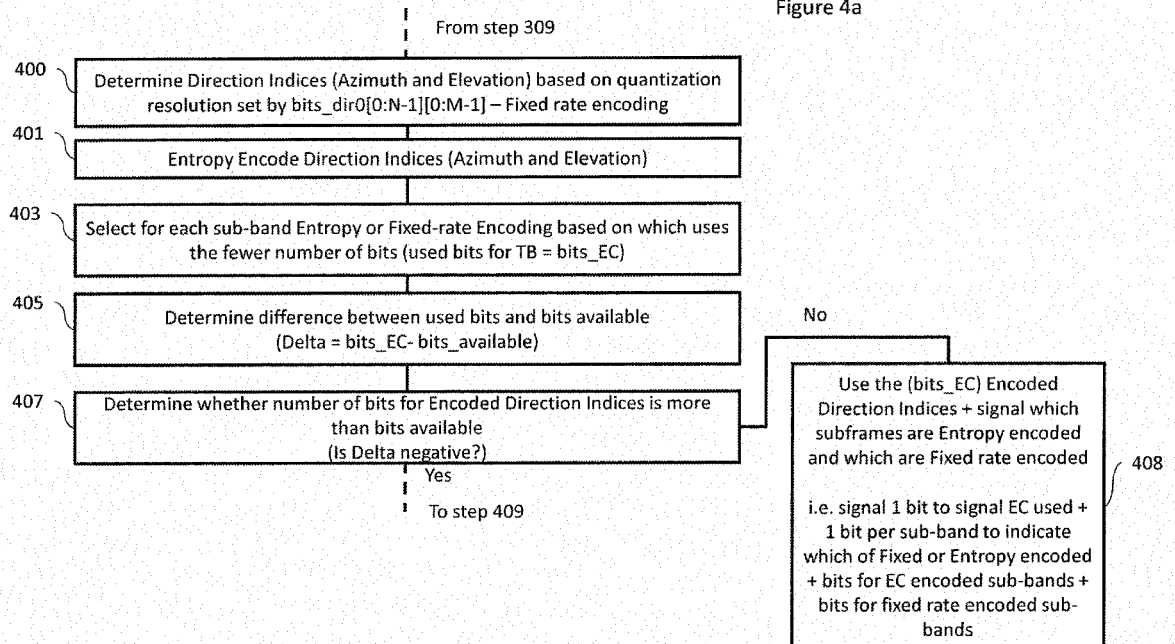 Figure 4a
From step 309
400
Determine Direction Indices (Azimuth and Elevation) based on quantization
resolution set by bits_dir0[0:N-1][0:M-1] – Fixed rate encoding
401
Entropy Encode Direction Indices (Azimuth and Elevation)
403
Select for each sub-band Entropy or Fixed-rate Encoding based on which uses
the fewer number of bits (used bits for TB = bits_EC)
405
Determine difference between used bits and bits available
(Delta = bits_EC- bits_available)
407
Determine whether number of bits for Encoded Direction Indices is more
than bits available
(Is Delta negative?)
Yes
To step 409
No
Use the (bits_EC) Encoded
Direction Indices + signal which
subframes are Entropy encoded
and which are Fixed rate encoded
i.e. signal 1 bit to signal EC used +
1 bit per sub-band to indicate
which of Fixed or Entropy encoded
+ bits for EC encoded sub-bands +
bits for fixed rate encoded sub-
bands
408